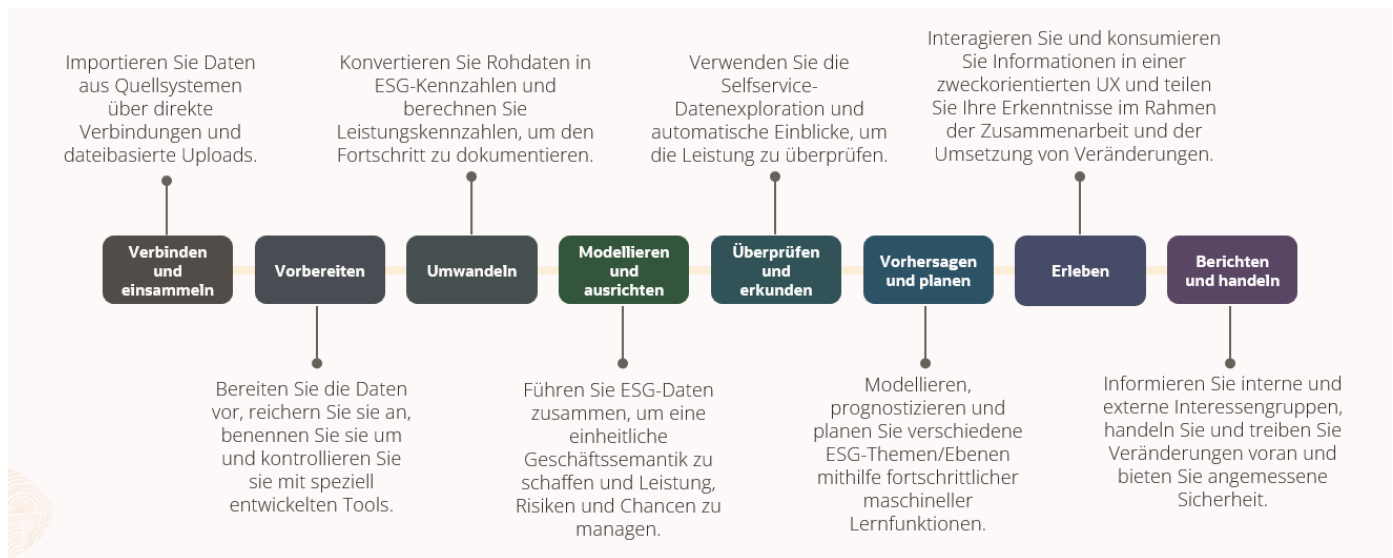 Importieren Sie Daten
aus Quellsystemen
über direkte
Verbindungen und
dateibasierte Uploads.
Konvertieren Sie Rohdaten in
ESG-Kennzahlen und
berechnen Sie
Leistungskennzahlen, um den
Fortschritt zu dokumentieren.
Verwenden Sie die
Selfservice-
Datenexploration und
automatische Einblicke, um
die Leistung zu überprüfen.
Interagieren Sie und konsumieren
Sie Informationen in einer
zweckorientierten UX und teilen
Sie Ihre Erkenntnisse im Rahmen
der Zusammenarbeit und der
Umsetzung von Veränderungen.
Verbinden
und
einsammeln
Vorbereiten
Umwandeln
Modellieren
und
ausrichten
Überprüfen
und
erkunden
Vorhersagen
und planen
Erleben
Berichten
und handeln
Bereiten Sie die Daten
vor, reichern Sie sie an,
benennen Sie sie um
und kontrollieren Sie
sie mit speziell
entwickelten Tools.
Führen Sie ESG-Daten
zusammen, um eine
einheitliche
Geschäftssemantik zu
schaffen und Leistung,
Risiken und Chancen zu
managen.
Modellieren,
prognostizieren und
planen Sie verschiedene
ESG-Themen/Ebenen
mithilfe fortschrittlicher
maschineller
Lernfunktionen.
Informieren Sie interne und
externe Interessengruppen,
handeln Sie und treiben Sie
Veränderungen voran und
bieten Sie angemessene
Sicherheit.